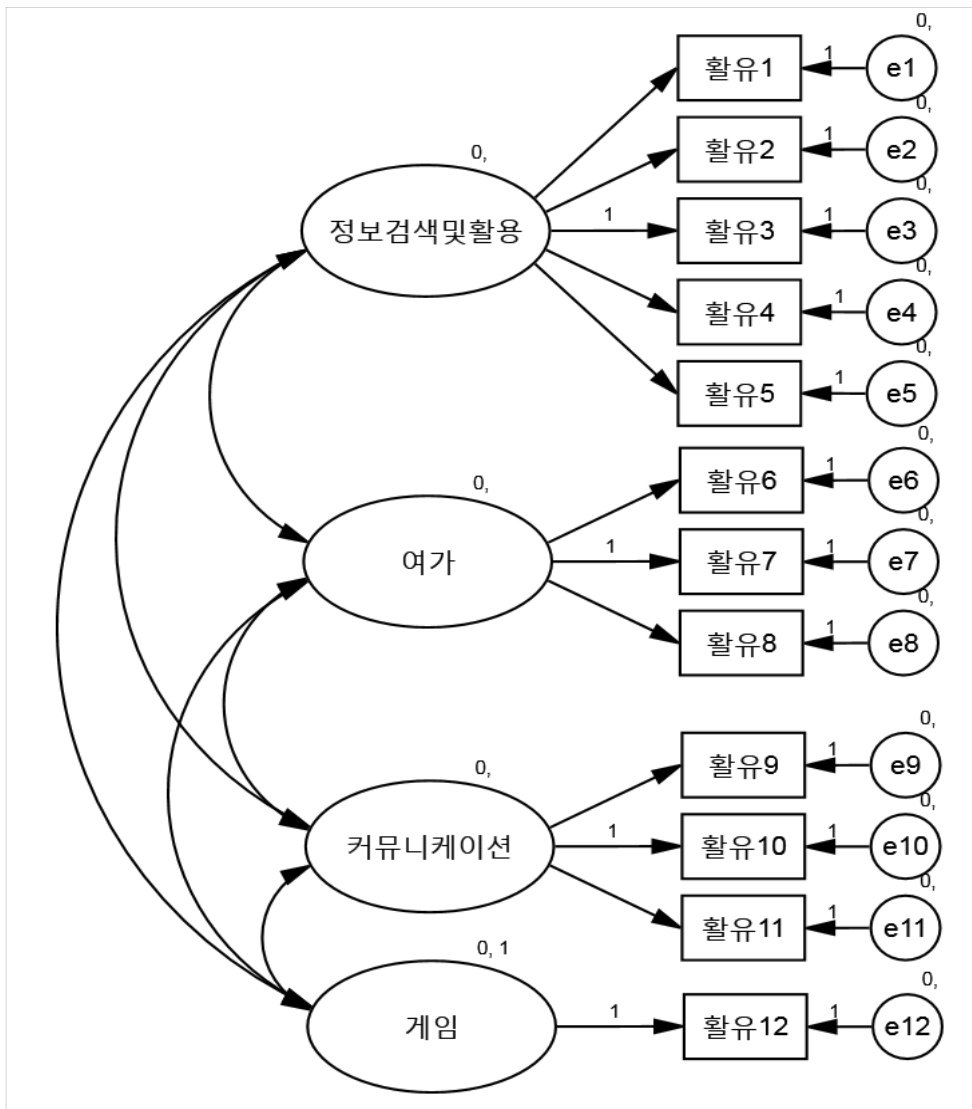 0,
활유1
1
e1
0,
활유2
1
e2
0,
정보검색및활용
0,
1
활유3
1
e3
0,
활유4
1
e4
0,
활유5
1
e5
0,
여가
0,
활유6
1
e6
0,
1
활유7
1
e7
0,
활유8
1
e8
0,
커뮤니케이션
0,
활유9
1
e9
0,
1
활유10
1
e10
0,
활유11
1
e11
0,
게임
0, 1
1
활유12
1
e12
0,